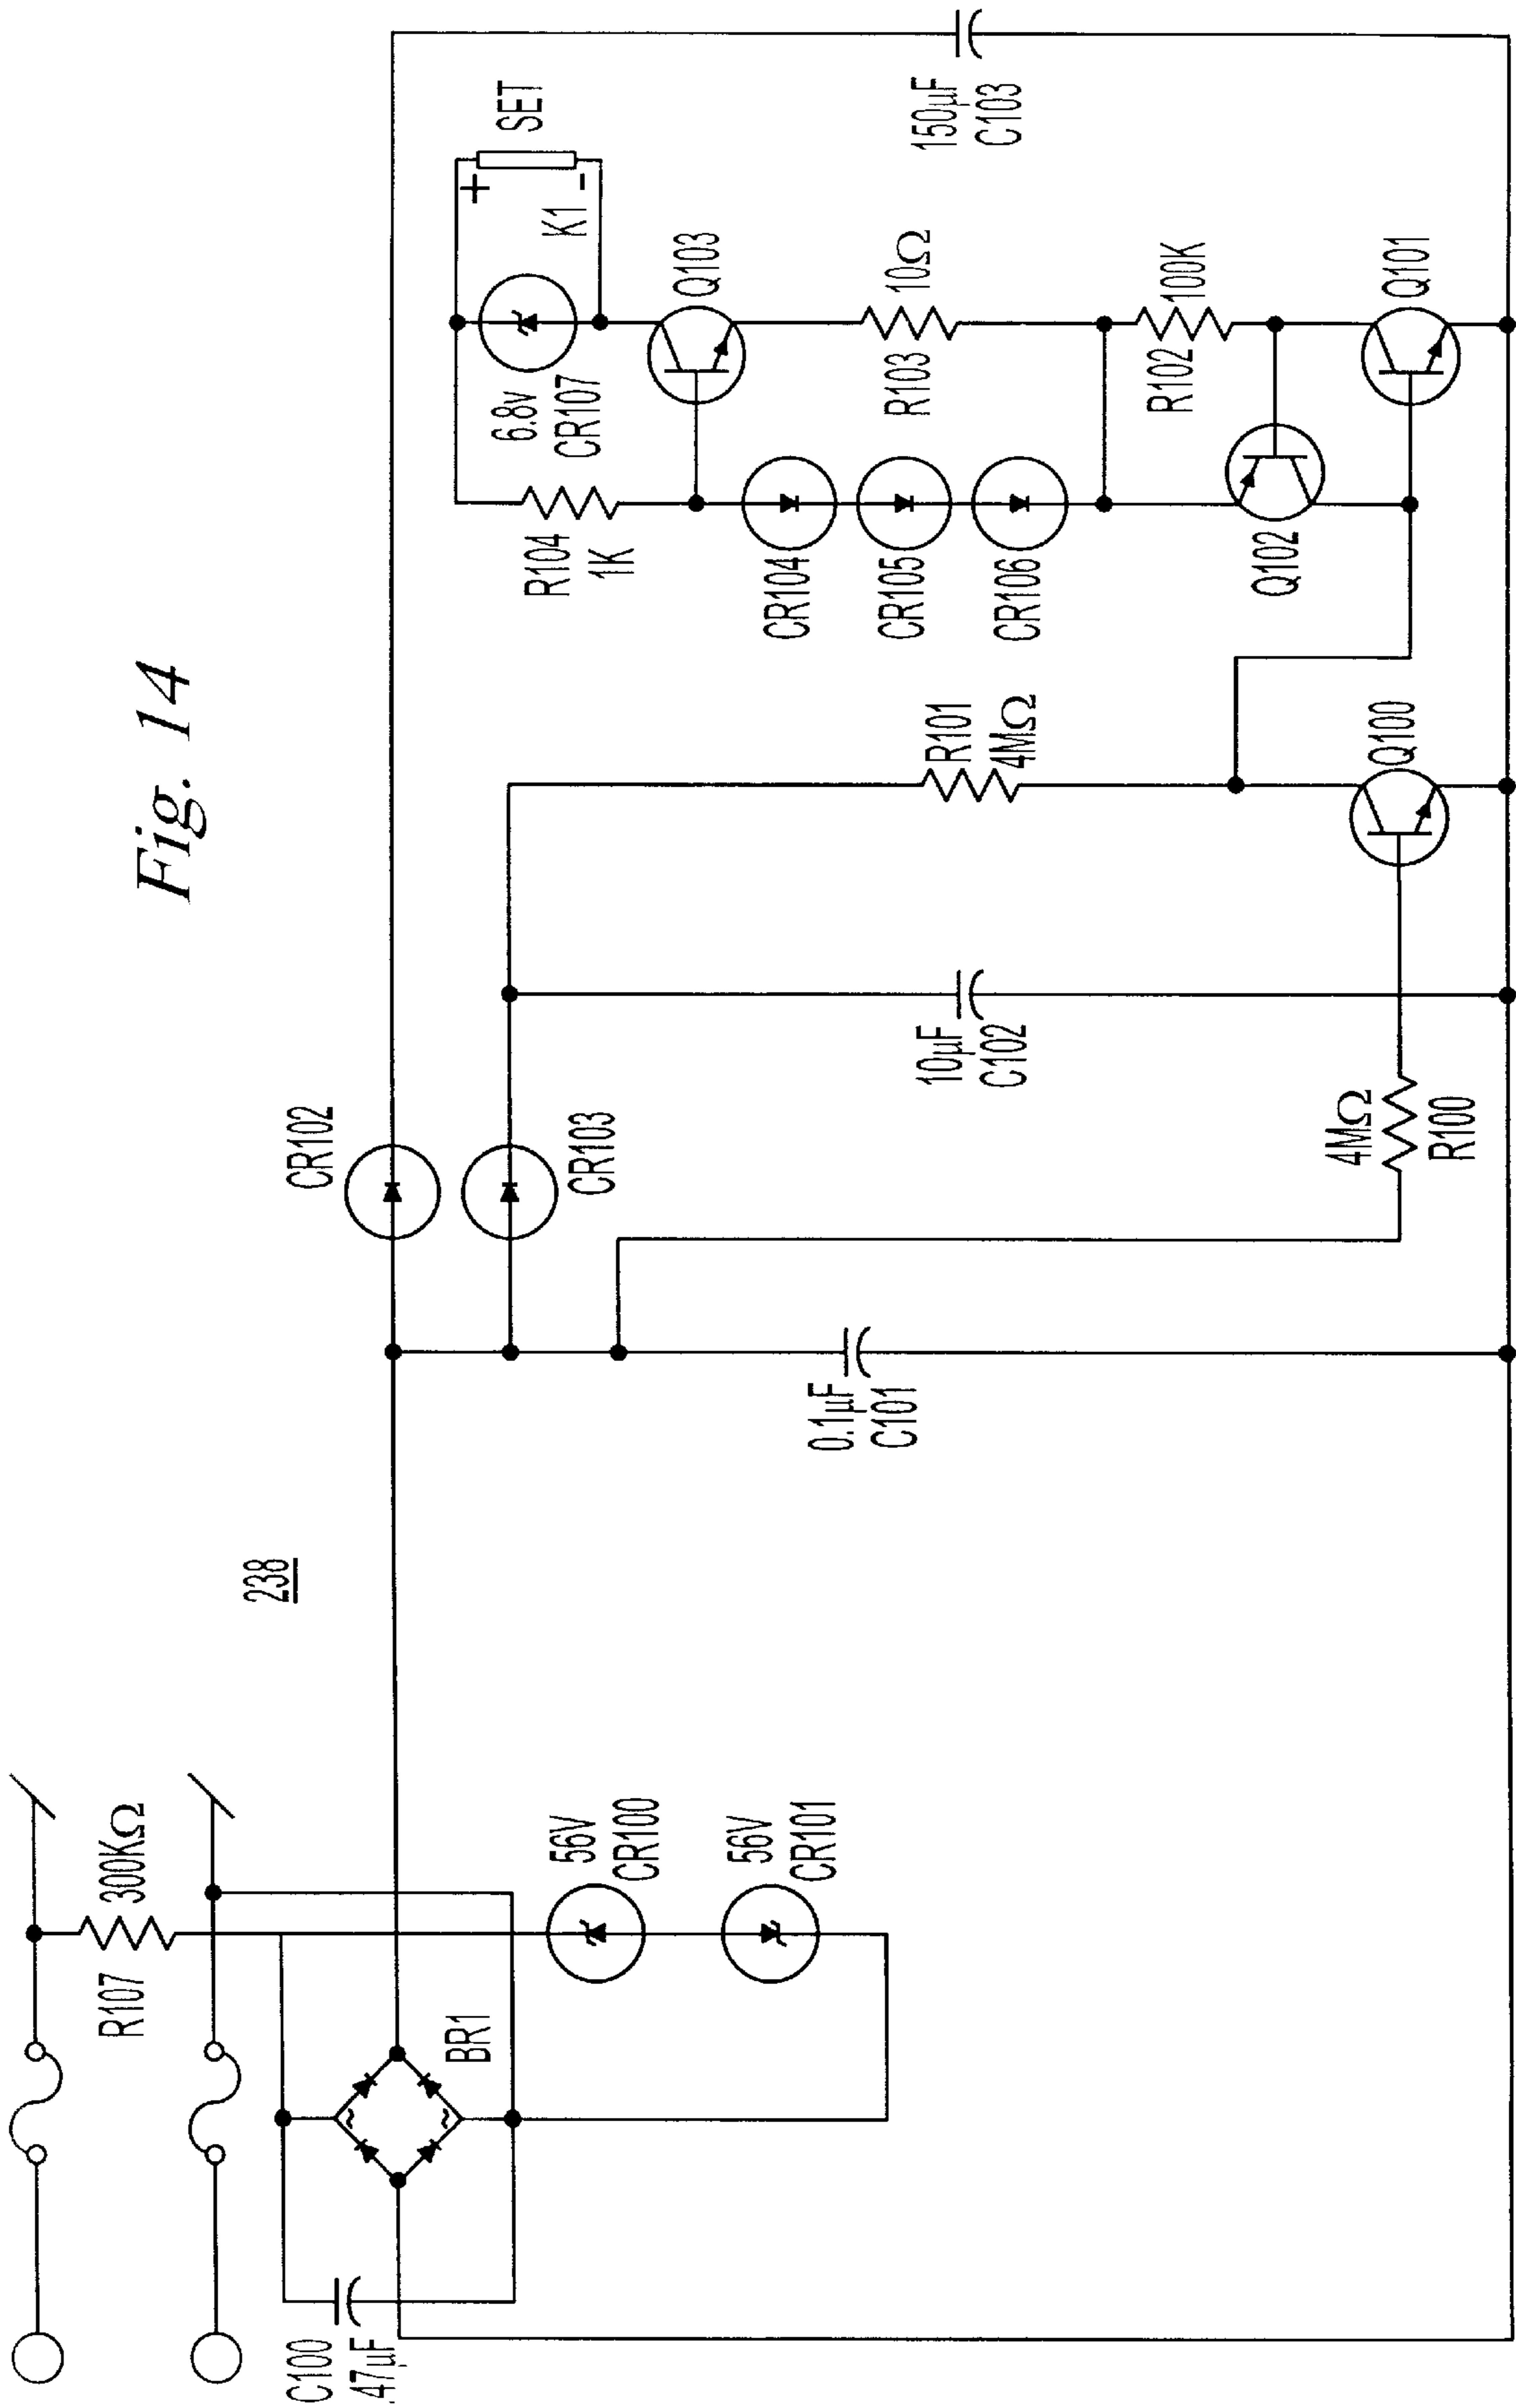 Fig. 14
238
R107 300KΩ
C100
.47µF
BR1
56V
CR100
56V
CR101
CR102
CR103
0.1µF
C101
4MΩ
R100
10µF
C102
R101
4MΩ
Q100
R104
1K
6.8v
CR107
K1
+
-
SET
Q103
CR104
CR105
CR106
R103 10Ω
R102 100K
Q102
Q101
150µF
C103